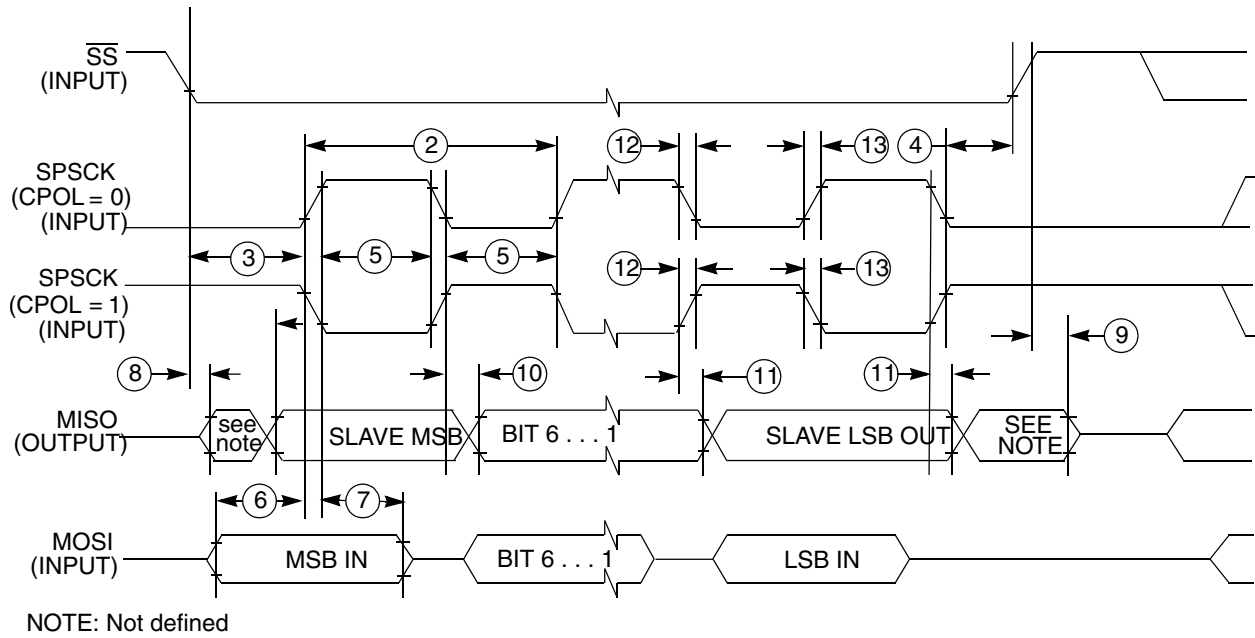 SS
(INPUT)
2
12
13
4
SPSCK
(CPOL = 0)
(INPUT)
3
5
5
12
13
SPSCK
(CPOL = 1)
(INPUT)
8
10
11
11
9
MISO
(OUTPUT)
see
note
SLAVE MSB
BIT 6 . . . 1
SLAVE LSB OUT
SEE
NOTE
6
7
MOSI
(INPUT)
MSB IN
BIT 6 . . . 1
LSB IN
NOTE: Not defined